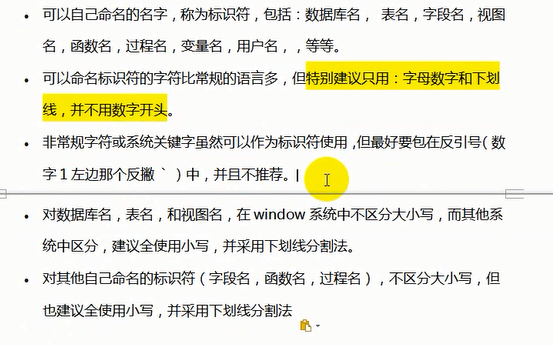 • 可以自己命名的名字，称为标识符，包括：数据库名， 表名，字段名，视图
名，函数名，过程名，变量名，用户名，，等等。
• 可以命名标识符的字符比常规的语言多，但特别建议只用：字母数字和下划
线，并不用数字开头。
• 非常规字符或系统关键字虽然可以作为标识符使用，但最好要包在反引号（数
字１左边那个反撇 ` ）中，并且不推荐。
• 对数据库名，表名，和视图名，在 window 系统中不区分大小写，而其他系
统中区分，建议全使用小写，并采用下划线分割法。
• 对其他自己命名的标识符（字段名，函数名，过程名），不区分大小写，但
也建议全使用小写，并采用下划线分割法